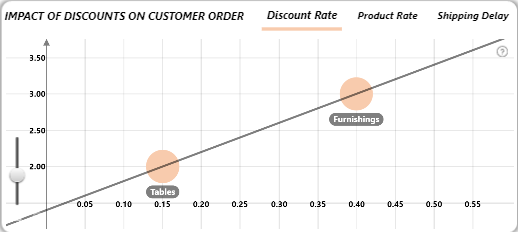 IMPACT OF DISCOUNTS ON CUSTOMER ORDER Discount Rate Product Rate Shipping Delay
?
3.50
3.00
Furnishings
2.50
2.00
Tables
0.05 0.10 0.15 0.20 0.25 0.30 0.35 0.40 0.45 0.50 0.55